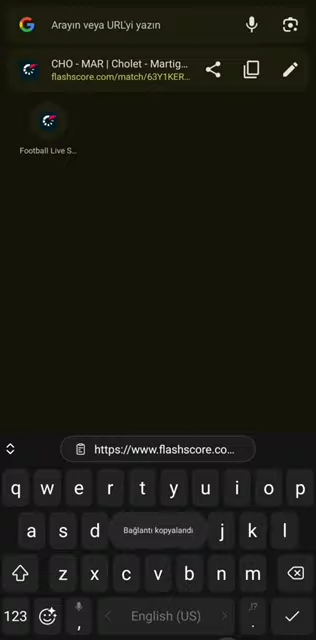 Arayın veya URL'yi yazın
CHO - MAR | Cholet - Martig...
flashscore.com/match/63Y1KER...
Football Live S...
https://www.flashscore.co...
q w e r t y u i o p
a s d j k l
Bağlantı kopyalandı
z x c v b n m
123 , English (US) .
,!?